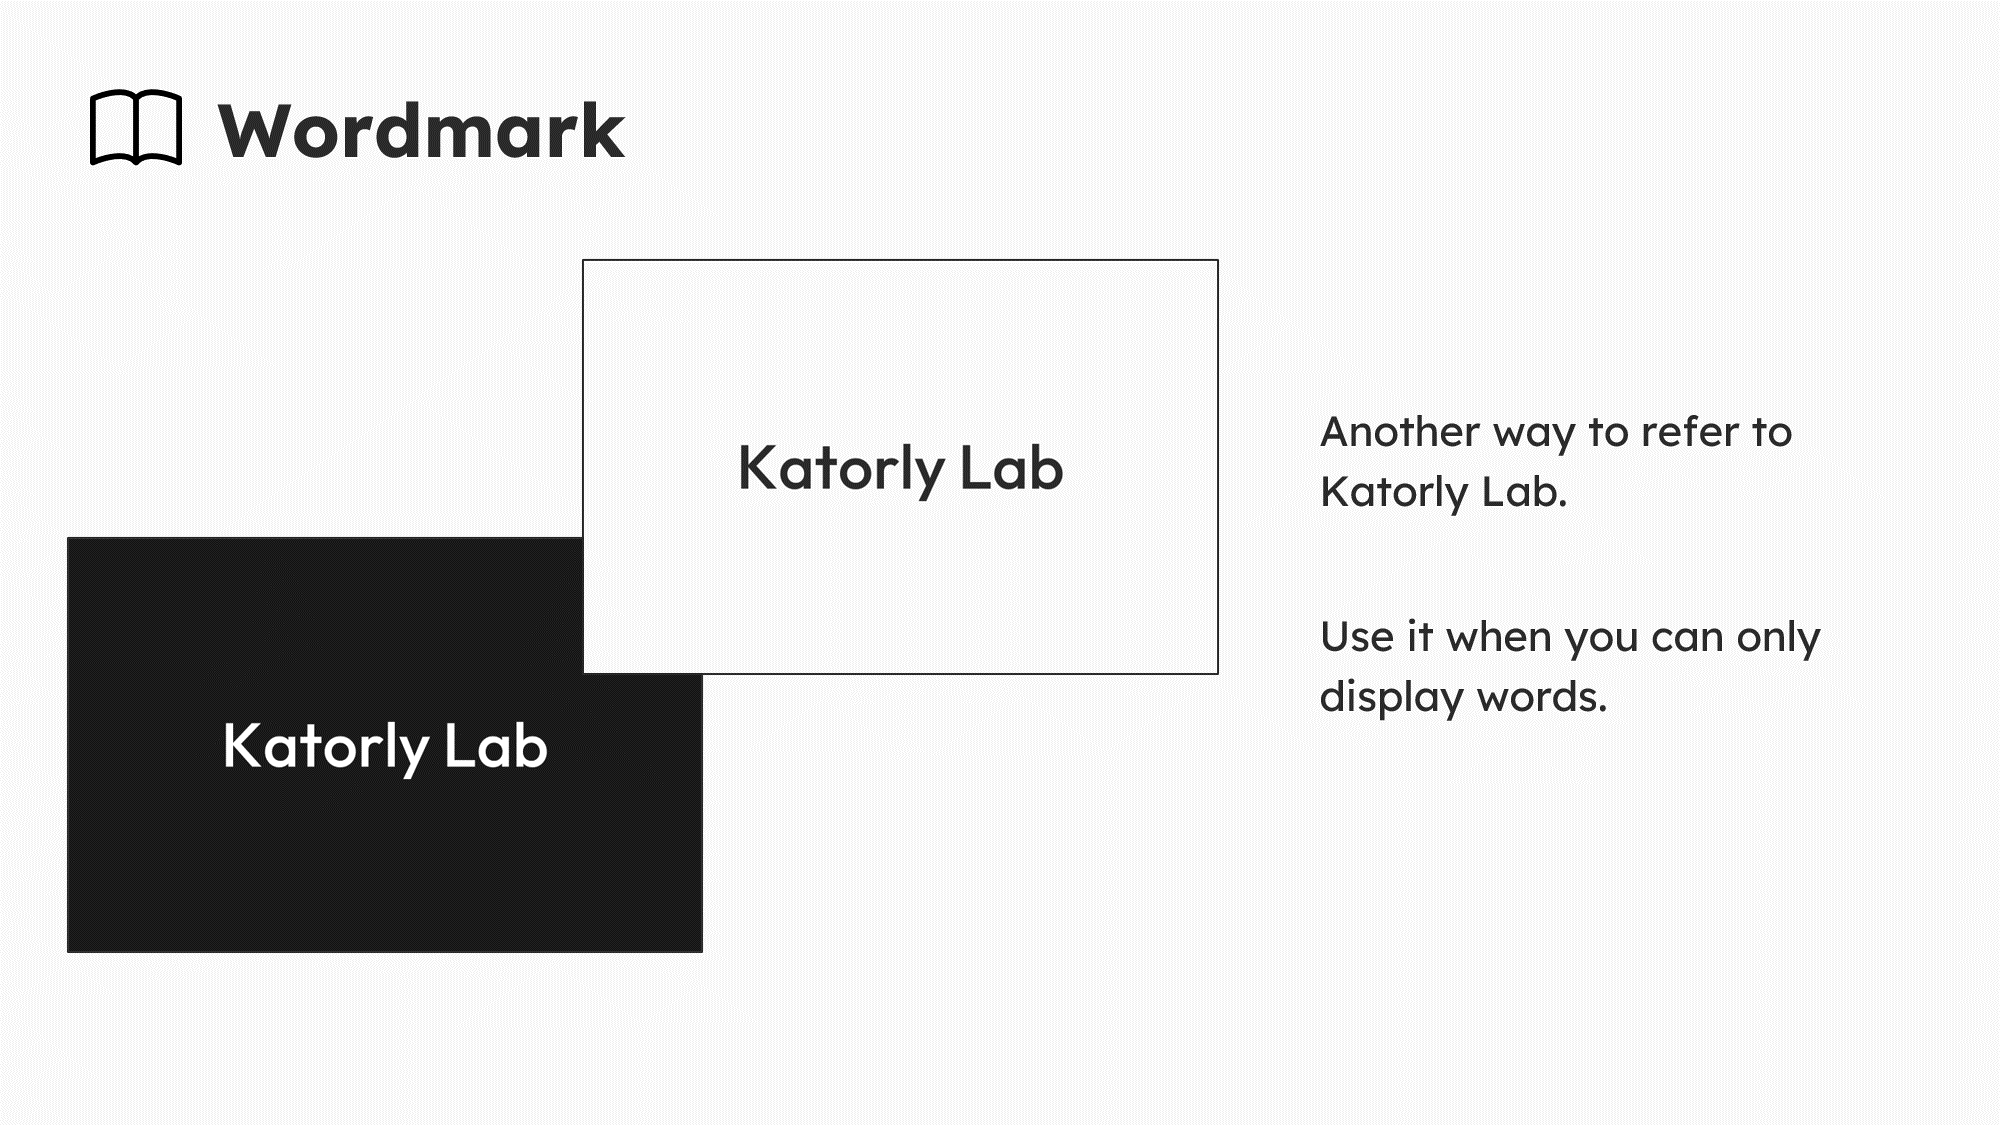 Wordmark
Katorly Lab
Katorly Lab
Another way to refer to
Katorly Lab.
Use it when you can only
display words.